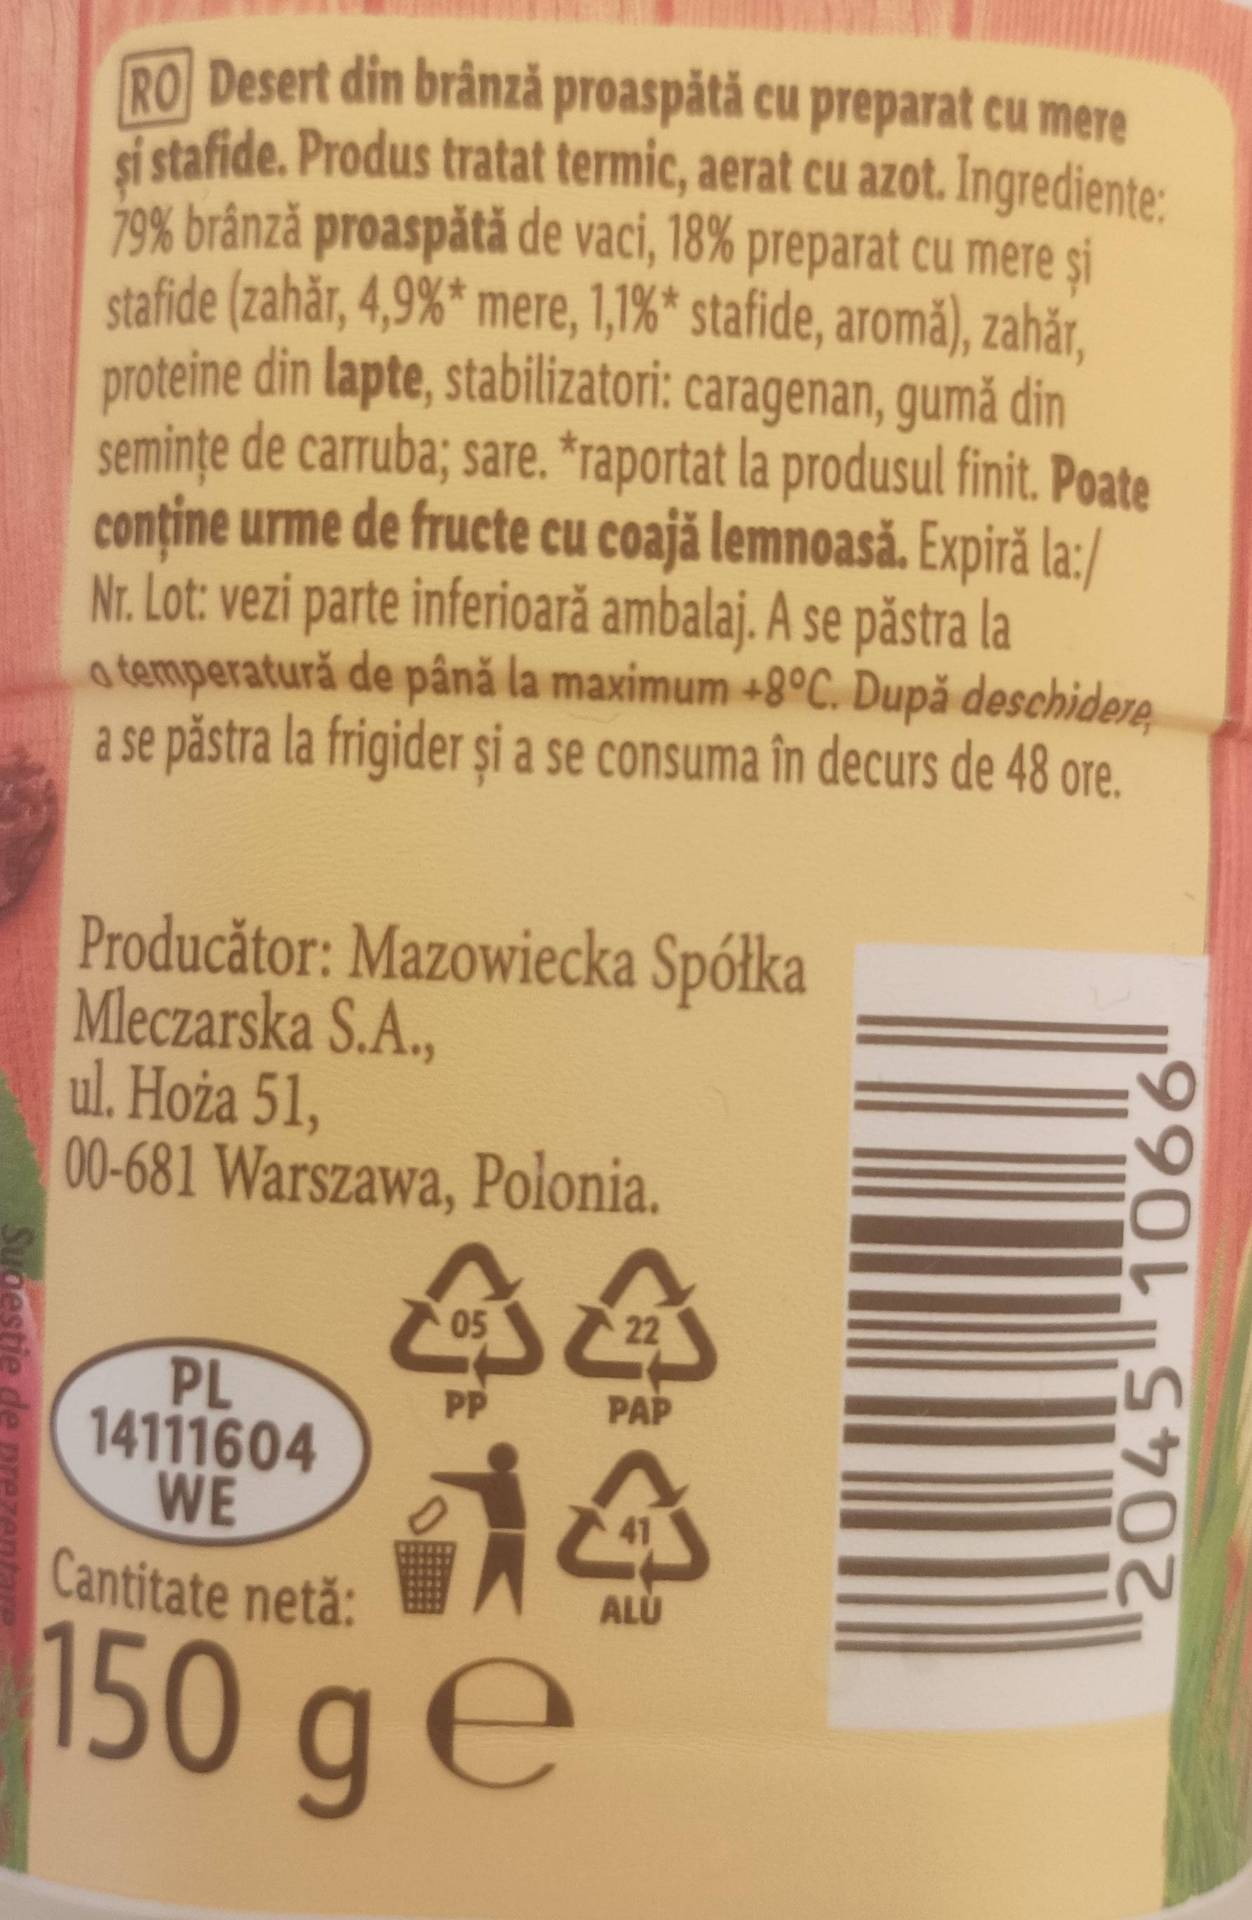 RO Desert din brânză proaspătă cu preparat cu mere
și stafide. Produs tratat termic, aerat cu azot. Ingrediente:
79% brânză proaspătă de vaci, 18% preparat cu mere și
stafide (zahăr, 4,9%* mere, 1,1%* stafide, aromă), zahăr,
proteine din lapte, stabilizatori: caragenan, gumă din
semințe de carruba; sare. *raportat la produsul finit. Poate
conține urme de fructe cu coajă lemnoasă. Expiră la:/
Nr. Lot: vezi parte inferioară ambalaj. A se păstra la
o temperatură de până la maximum +8°C. După deschidere,
a se păstra la frigider și a se consuma în decurs de 48 ore.
Producător: Mazowiecka Spółka
Mleczarska S.A.,
ul. Hoża 51,
00-681 Warszawa, Polonia.
05
PP
22
PAP
41
ALU
PL
14111604
WE
Cantitate netă:
150 g e
2045 1066
Sugestie de prezentare